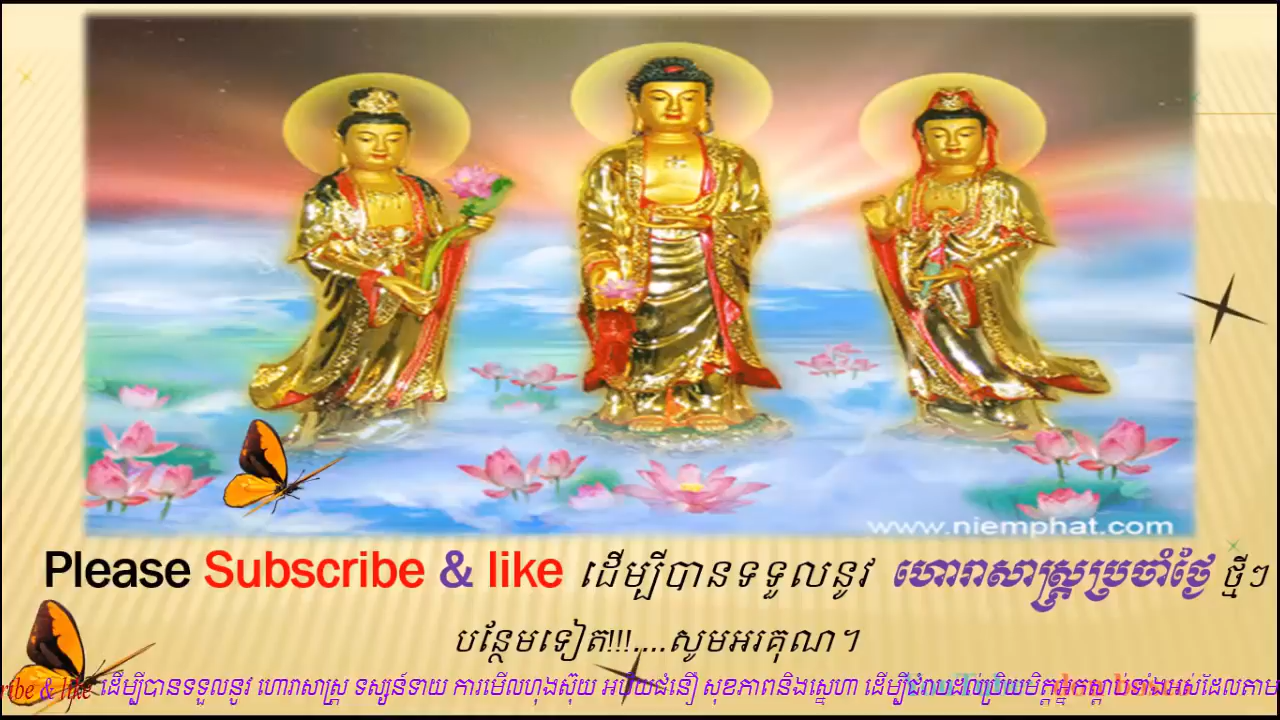 www.niemphat.com
Please Subscribe & like ដើម្បីបានទទួលនូវ ហោរាសាស្ត្រប្រចាំថ្ងៃ ថ្មីៗ
បន្ថែមទៀត!!!....សូមអរគុណ។
ribe & like ដើម្បីបានទទួលនូវ ហោរាសាស្ត្រ ទស្សន៍ទាយ ការមើលហុងស៊ុយ អប័យជំនឿ សុខភាពនិងស្នេហា ដើម្បីជំរាបដល់ប្រិយមិត្តអ្នកស្តាប់ទាំងអស់ដែលតាម